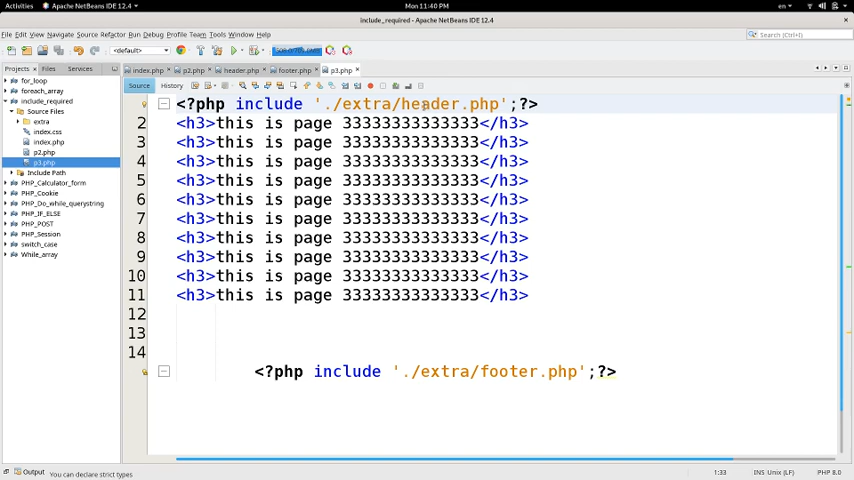 Activities
Apache NetBeans IDE 12.4
Mon 11:40 PM
en
include_required - Apache NetBeans IDE 12.4
File Edit View Navigate Source Refactor Run Debug Profile Team Tools Window Help
Search (Ctrl+I)
<default>
Projects
Files
Services
index.php
p2.php
header.php
footer.php
p3.php
Source
History
for_loop
foreach_array
include_required
Source Files
extra
index.css
index.php
p2.php
p3.php
Include Path
PHP_Calculator_form
PHP_Cookie
PHP_Do_while_querystring
PHP_IF_ELSE
PHP_POST
PHP_Session
switch_case
While_array
<?php include './extra/header.php';?>
2 <h3>this is page 33333333333333</h3>
3 <h3>this is page 33333333333333</h3>
4 <h3>this is page 33333333333333</h3>
5 <h3>this is page 33333333333333</h3>
6 <h3>this is page 33333333333333</h3>
7 <h3>this is page 33333333333333</h3>
8 <h3>this is page 33333333333333</h3>
9 <h3>this is page 33333333333333</h3>
10 <h3>this is page 33333333333333</h3>
11 <h3>this is page 33333333333333</h3>
12
13
14
<?php include './extra/footer.php';?>
Output
You can declare strict types
1:33
INS Unix (LF)
PHP 8.0